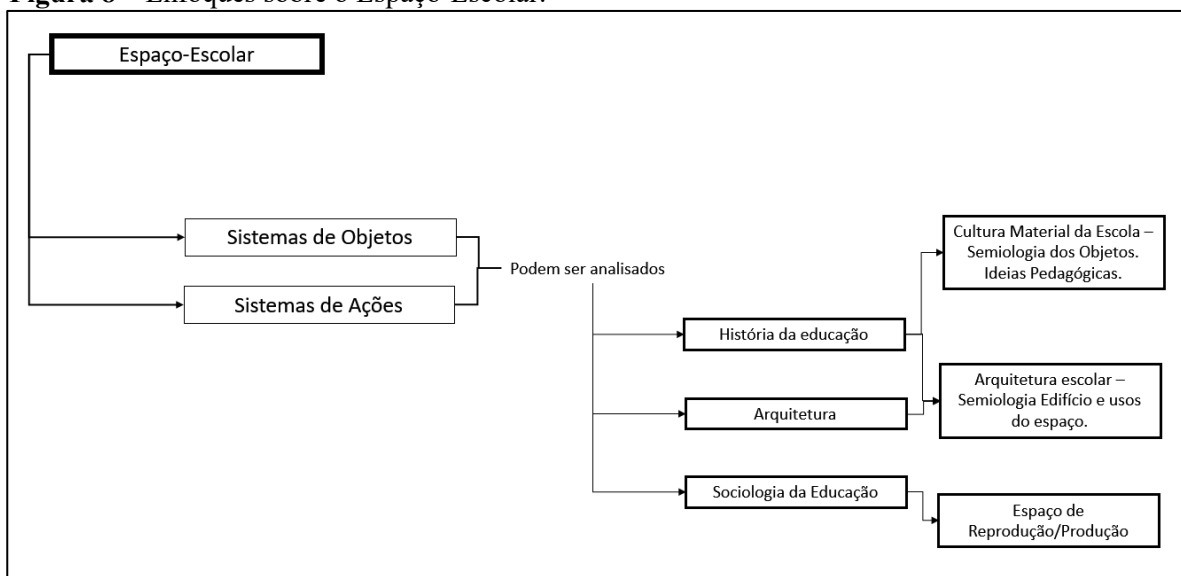 Figura 8 – Enfoques sobre o Espaço-Escolar.
Espaço-Escolar
Sistemas de Objetos
Sistemas de Ações
Podem ser analisados
História da educação
Arquitetura
Sociologia da Educação
Cultura Material da Escola –
Semiologia dos Objetos.
Ideias Pedagógicas.
Arquitetura escolar –
Semiologia Edifício e usos
do espaço.
Espaço de
Reprodução/Produção